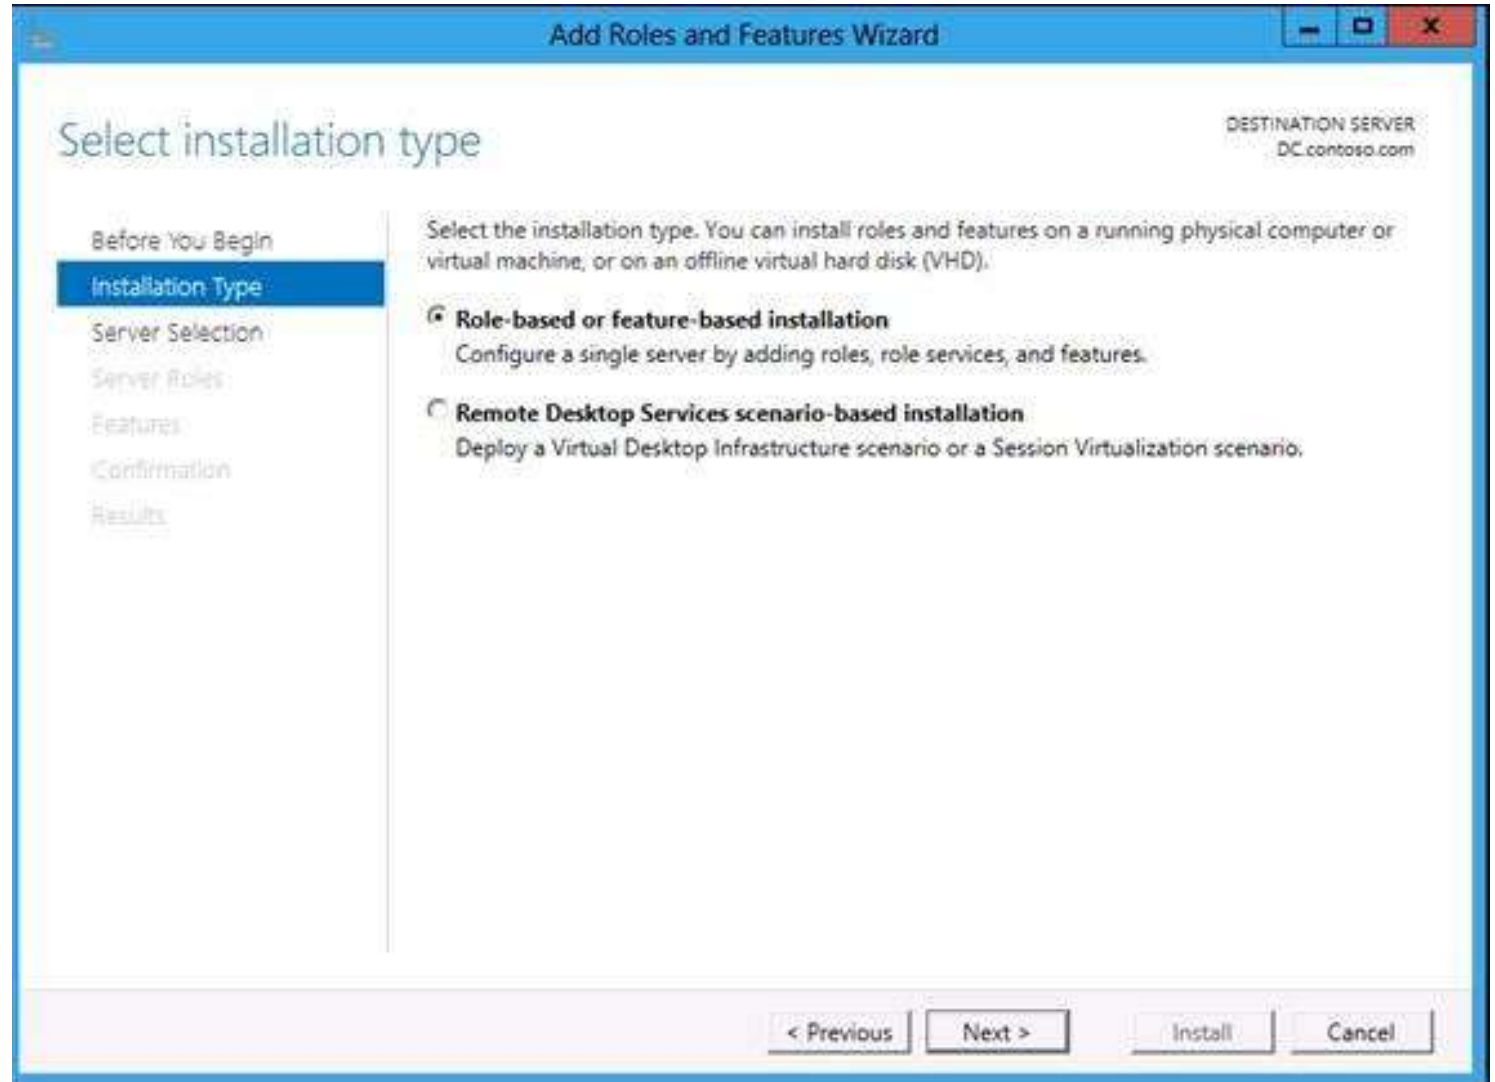 Add Roles and Features Wizard
Select installation type
DESTINATION SERVER
DC.contoso.com
Before You Begin
Installation Type
Server Selection
Server Roles
Features
Confirmation
Results
Select the installation type. You can install roles and features on a running physical computer or
virtual machine, or on an offline virtual hard disk (VHD).
Role-based or feature-based installation
Configure a single server by adding roles, role services, and features.
Remote Desktop Services scenario-based installation
Deploy a Virtual Desktop Infrastructure scenario or a Session Virtualization scenario.
< Previous
Next >
Install
Cancel